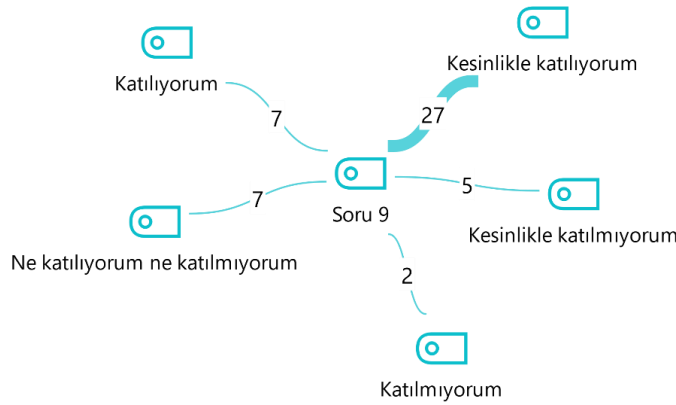 Kesinlikle katılıyorum
Katılıyorum
27
7
7
5
Soru 9
Kesinlikle katılmıyorum
Ne katılıyorum ne katılmıyorum
2
Katılmıyorum